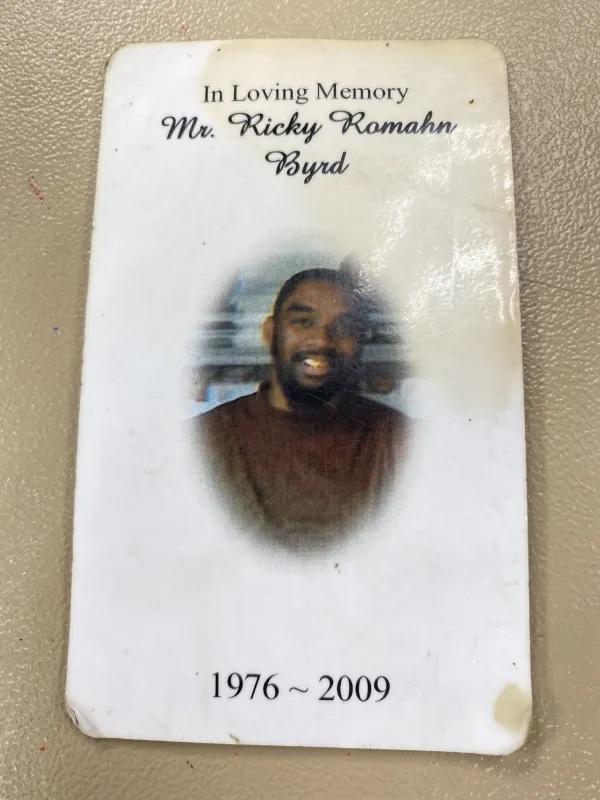 In Loving Memory
Mr. Ricky Romahn
Byrd
1976 ~ 2009